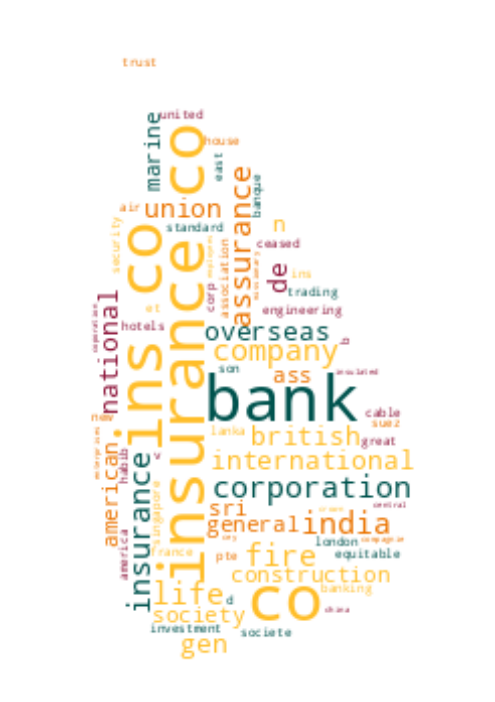 trust
united
marine
insurance co
house
east
assurance
banque
air
union
standard
n
security
ins co
ceased
association
corp
de
ins
trading
national
et
engineering
hotels
overseas
b
company
son
ass
insulated
bank
new
cable
suez
lanka
british
great
american
habib
v
insurance
international
singapore
corporation
sri
central
general
india
america
france
london
pte
fire
equitable
construction
banking
life
d
co
society
china
investment
societe
gen